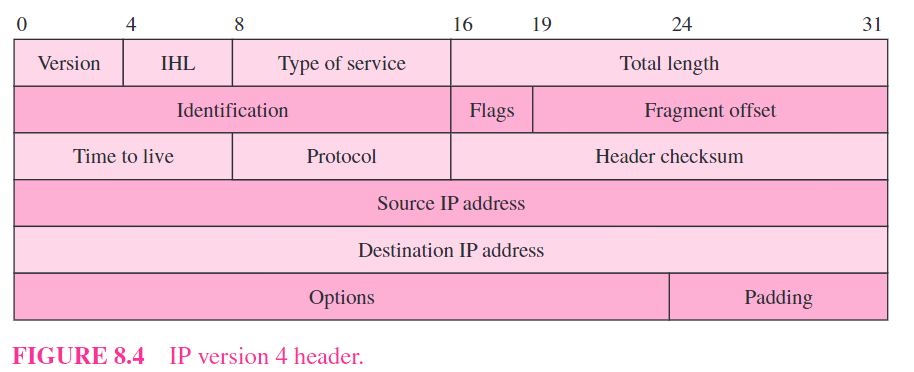 0 4 8 16 19 24 31
Version IHL Type of service Total length
Identification Flags Fragment offset
Time to live Protocol Header checksum
Source IP address
Destination IP address
Options Padding
FIGURE 8.4 IP version 4 header.